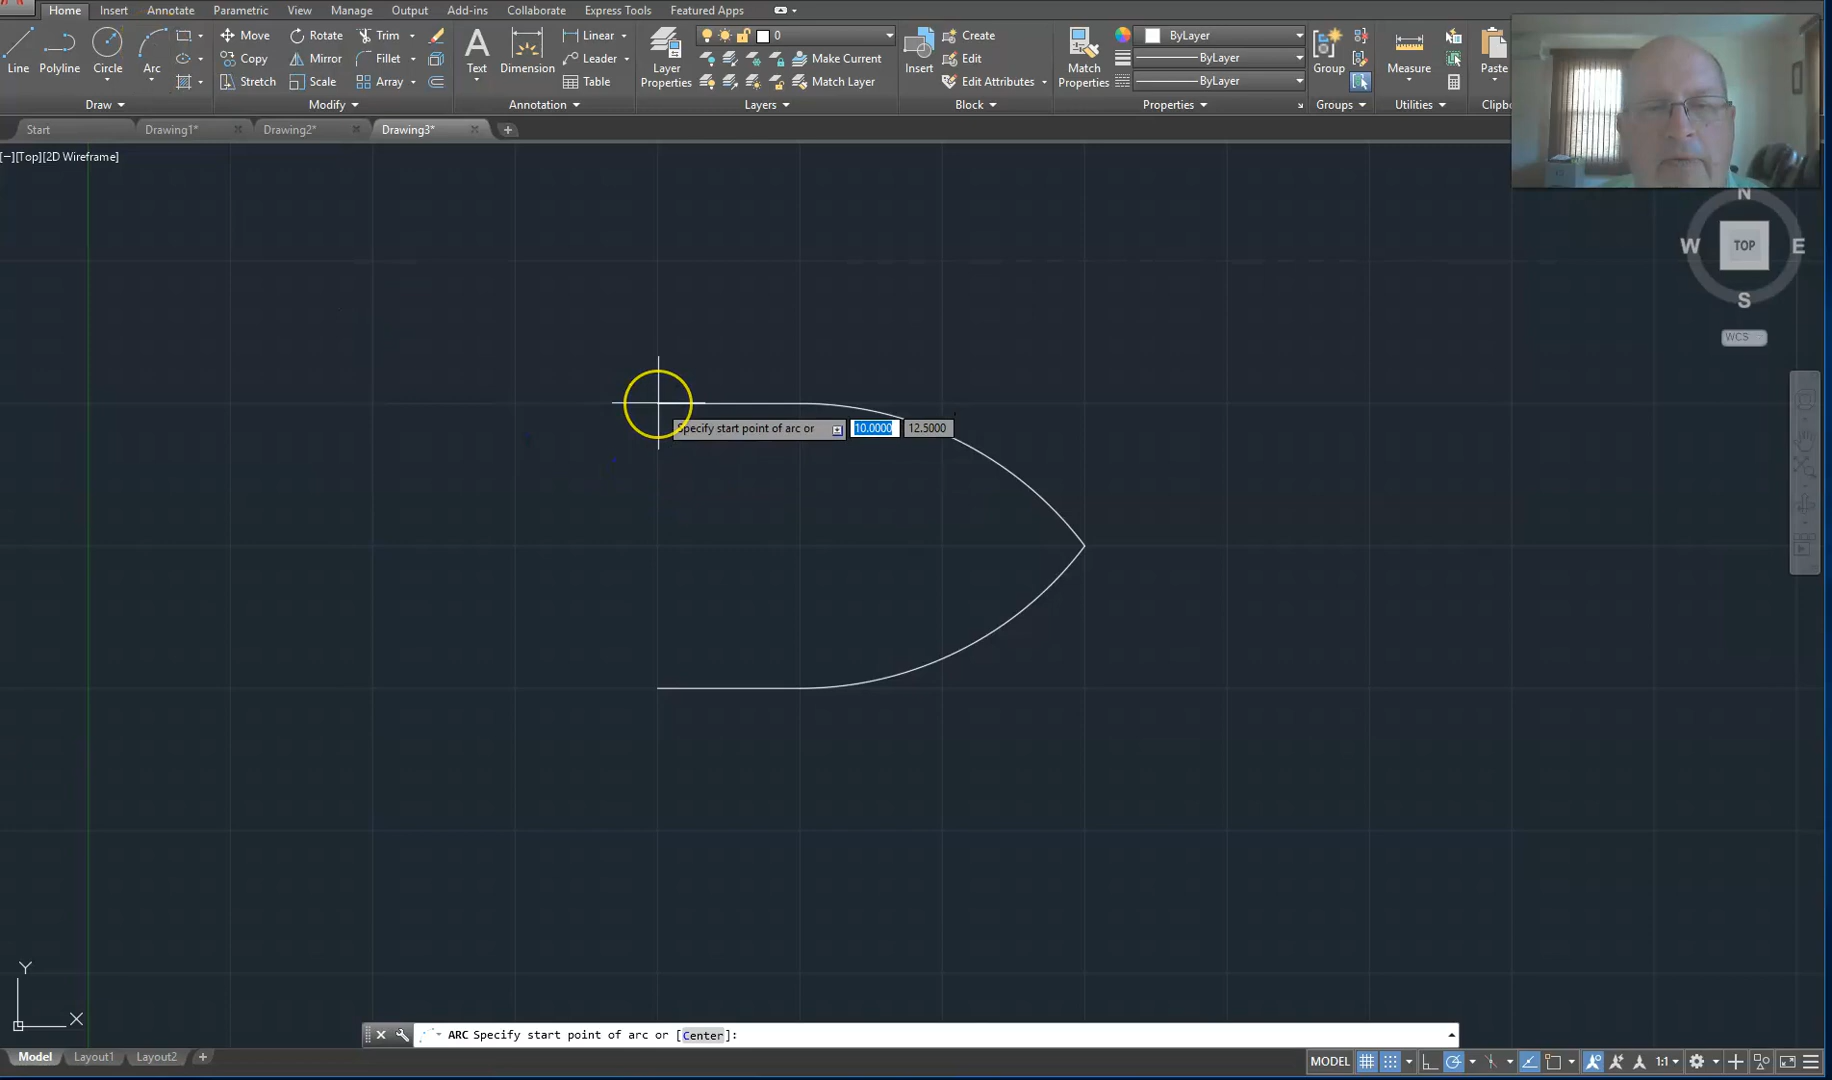 Home Insert Annotate Parametric View Manage Output Add-ins Collaborate Express Tools Featured Apps
Move Rotate Trim Linear 0 Create ByLayer
Line Polyline Circle Arc Copy Mirror Fillet Text Dimension Leader Layer Properties Make Current Insert Edit Match Properties ByLayer Group Measure Paste
Stretch Scale Array Table Match Layer Edit Attributes ByLayer
Draw Modify Annotation Layers Block Properties Groups Utilities Clipb
Start Drawing1* Drawing2* Drawing3*
[−][Top][2D Wireframe]
N
W TOP E
S
WCS
Specify start point of arc or 10.0000 12.5000
Y
X
ARC Specify start point of arc or [Center]:
Model Layout1 Layout2 + MODEL 1:1